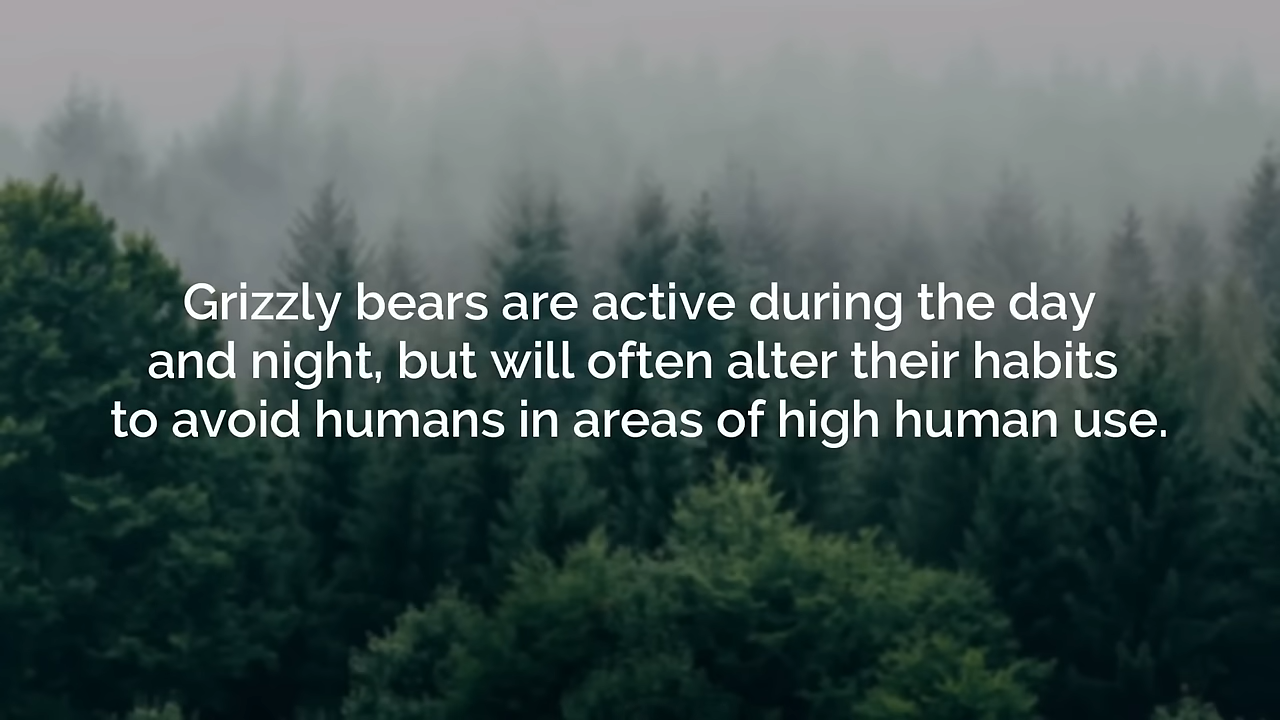 Grizzly bears are active during the day
and night, but will often alter their habits
to avoid humans in areas of high human use.